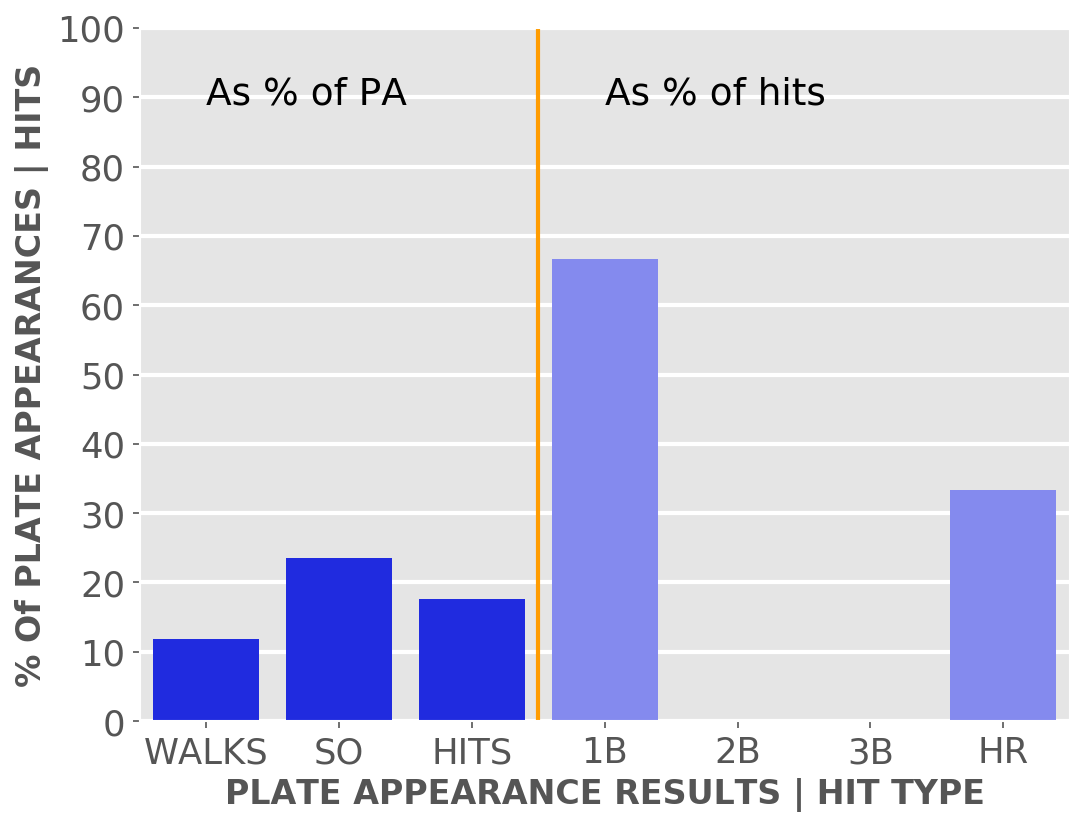 % Of PLATE APPEARANCES | HITS
100
90
80
70
60
50
40
30
20
10
0
As % of PA
As % of hits
WALKS SO HITS 1B 2B 3B HR
PLATE APPEARANCE RESULTS | HIT TYPE